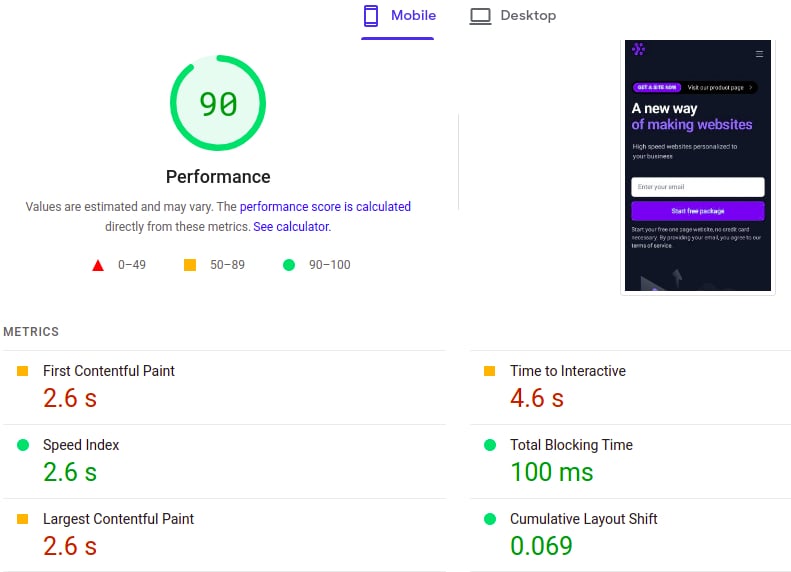 Mobile
Desktop
90
Performance
Values are estimated and may vary. The performance score is calculated
directly from these metrics. See calculator.
0–49
50–89
90–100
GET A SITE NOW
Visit our product page
A new way
of making websites
High speed websites personalized to
your business
Enter your email
Start free package
Start your free one page website, no credit card
necessary. By providing your email, you agree to our
terms of service.
METRICS
First Contentful Paint
2.6 s
Time to Interactive
4.6 s
Speed Index
2.6 s
Total Blocking Time
100 ms
Largest Contentful Paint
2.6 s
Cumulative Layout Shift
0.069